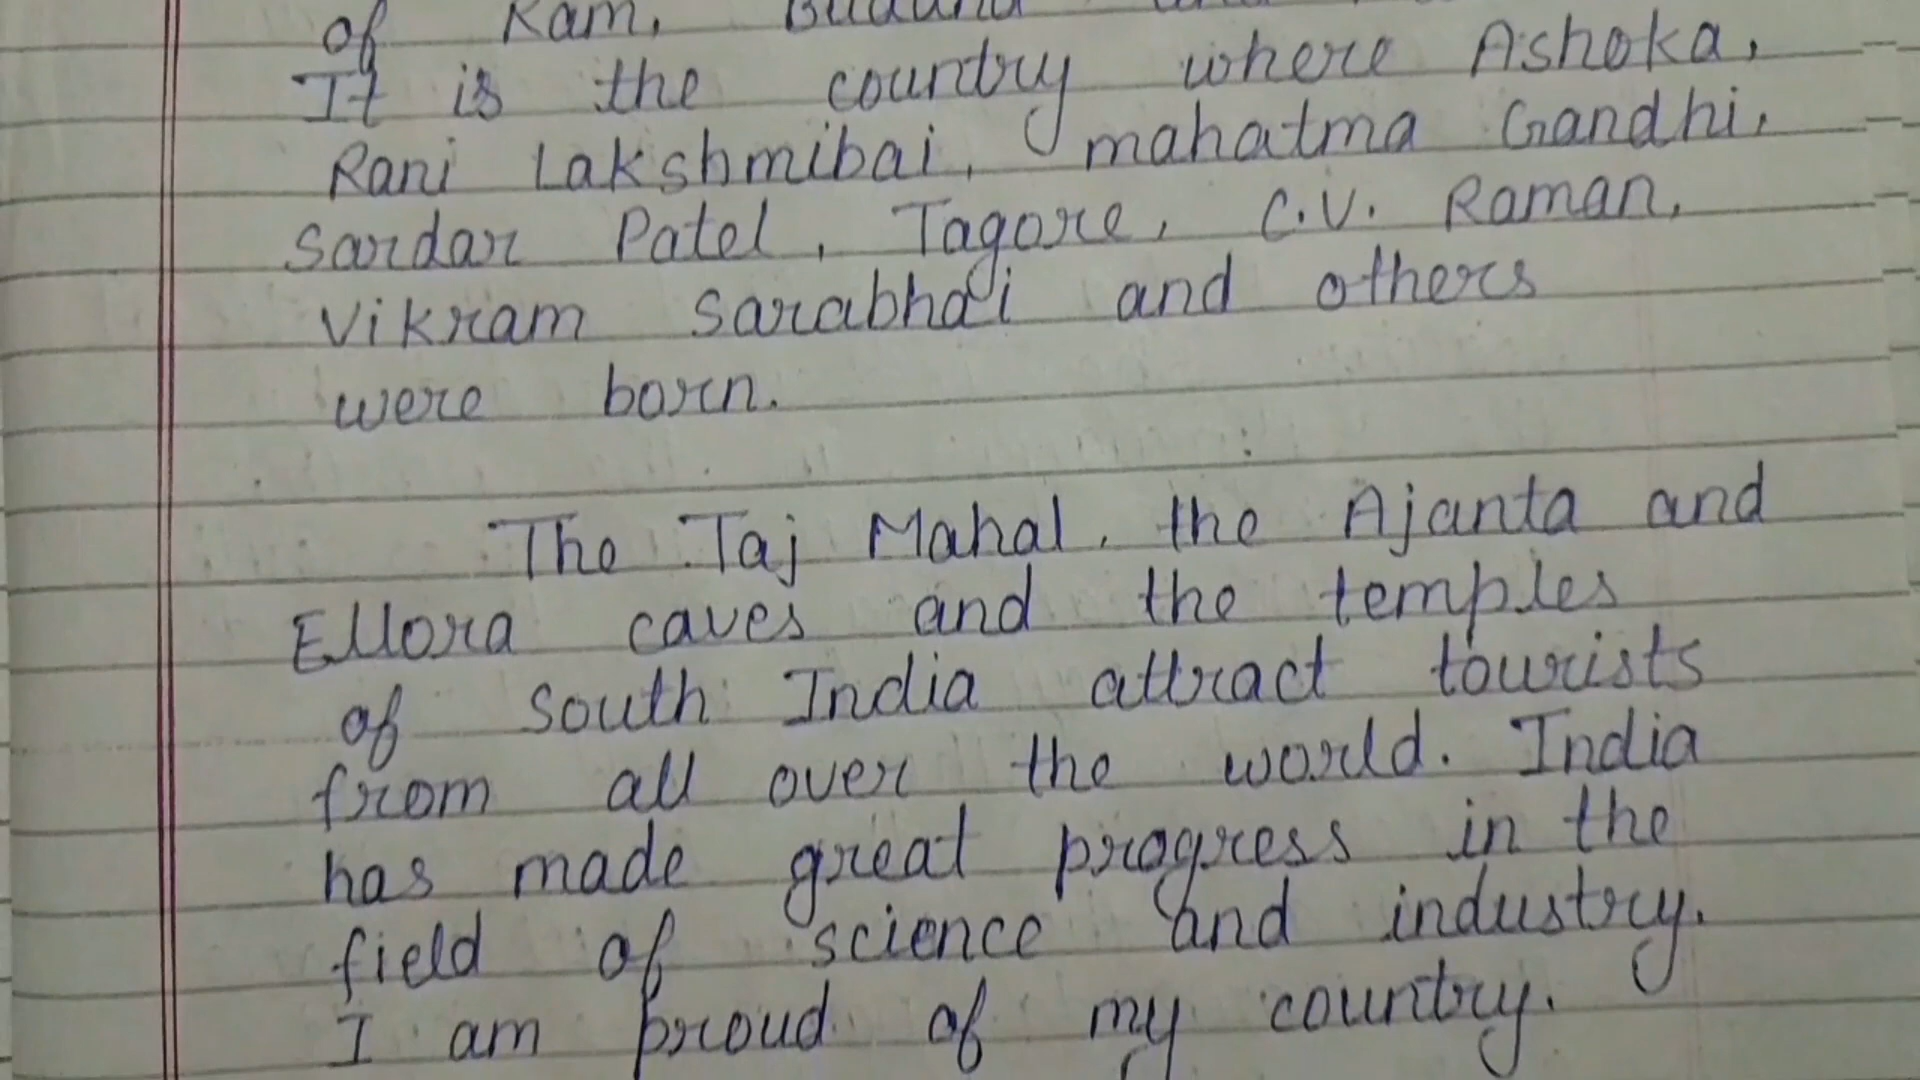 of Ram, Buddha
It is the country where Ashoka,
Rani Lakshmibai, mahatma Gandhi,
Sardar Patel, Tagore, C.V. Raman,
Vikram Sarabhai and others
were born.
The Taj Mahal, the Ajanta and
Ellora caves and the temples
of South India attract tourists
from all over the world. India
has made great progress in the
field of science and industry.
I am proud of my country.